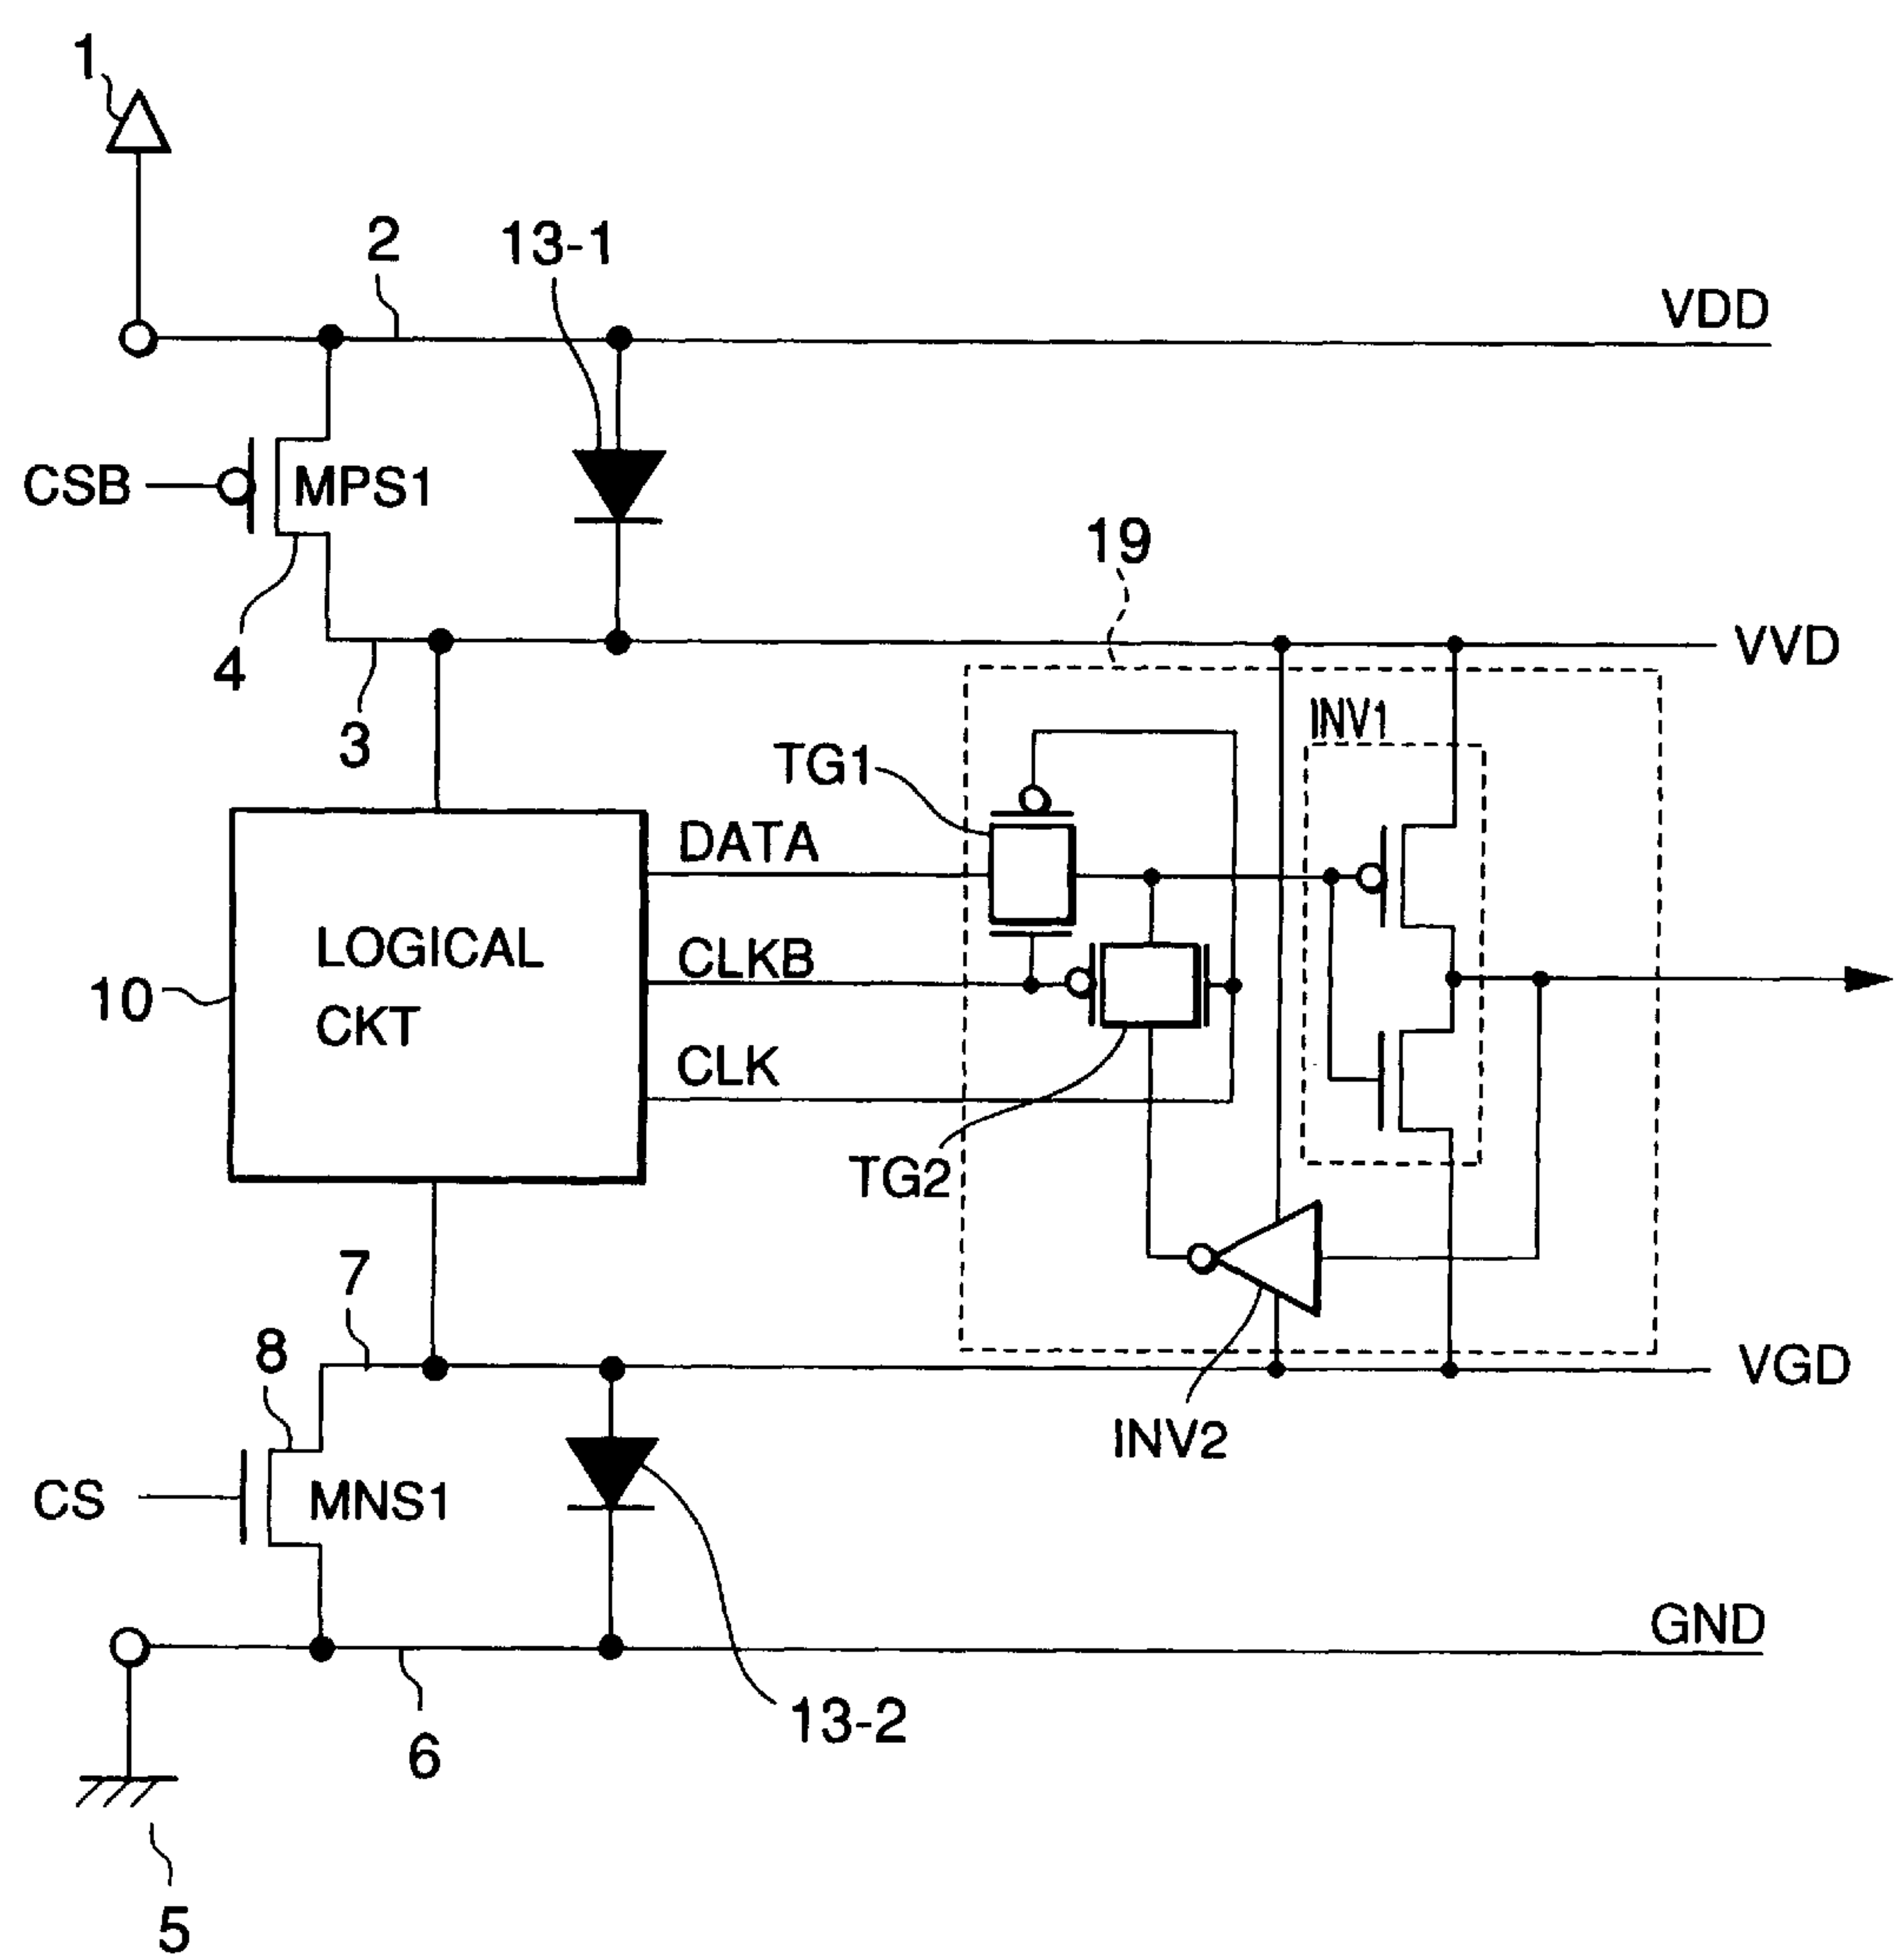 1
2
13-1
VDD
CSB
MPS1
19
4
3
VVD
INV1
TG1
DATA
LOGICAL
CKT
CLKB
10
CLK
TG2
7
8
VGD
INV2
CS
MNS1
GND
13-2
6
5